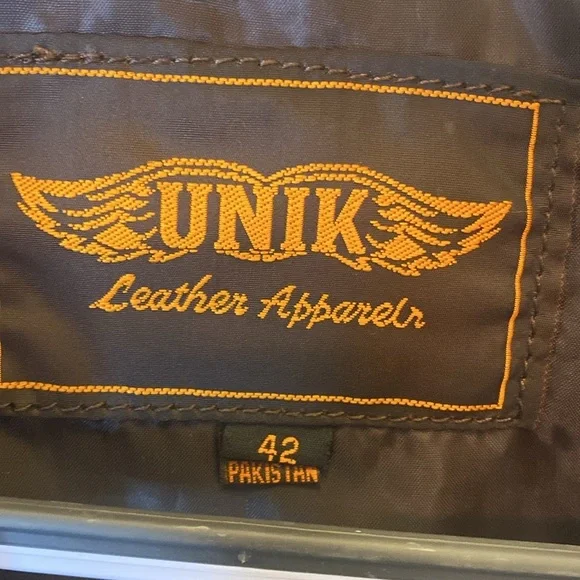 UNIK
Leather Apparel
42
PAKISTAN